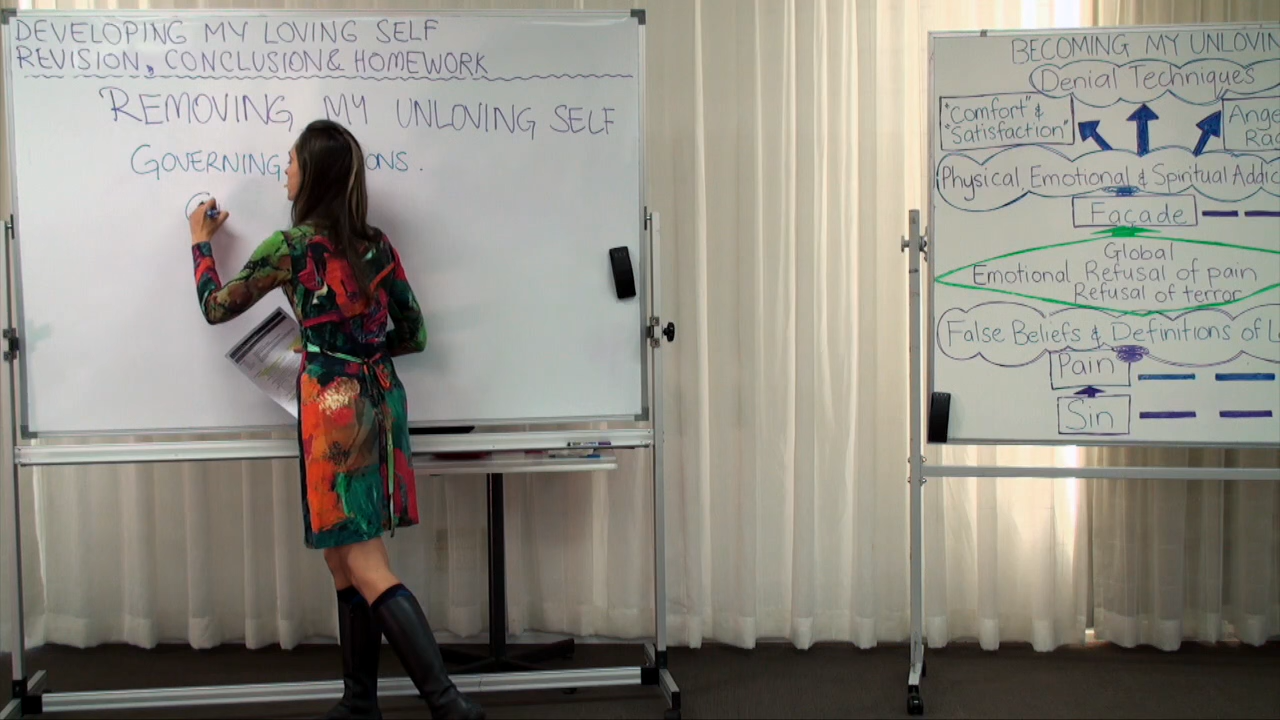 DEVELOPING MY LOVING SELF
REVISION, CONCLUSION & HOMEWORK
REMOVING MY UNLOVING SELF
GOVERNING
BECOMING MY
Denial Techniques
"Comfort" &
"Satisfaction"
Physical, Emotional & Spiritual
Façade
Global
Emotional Refusal of pain
Refusal of terror
False Beliefs & Definitions of
Pain
Sin